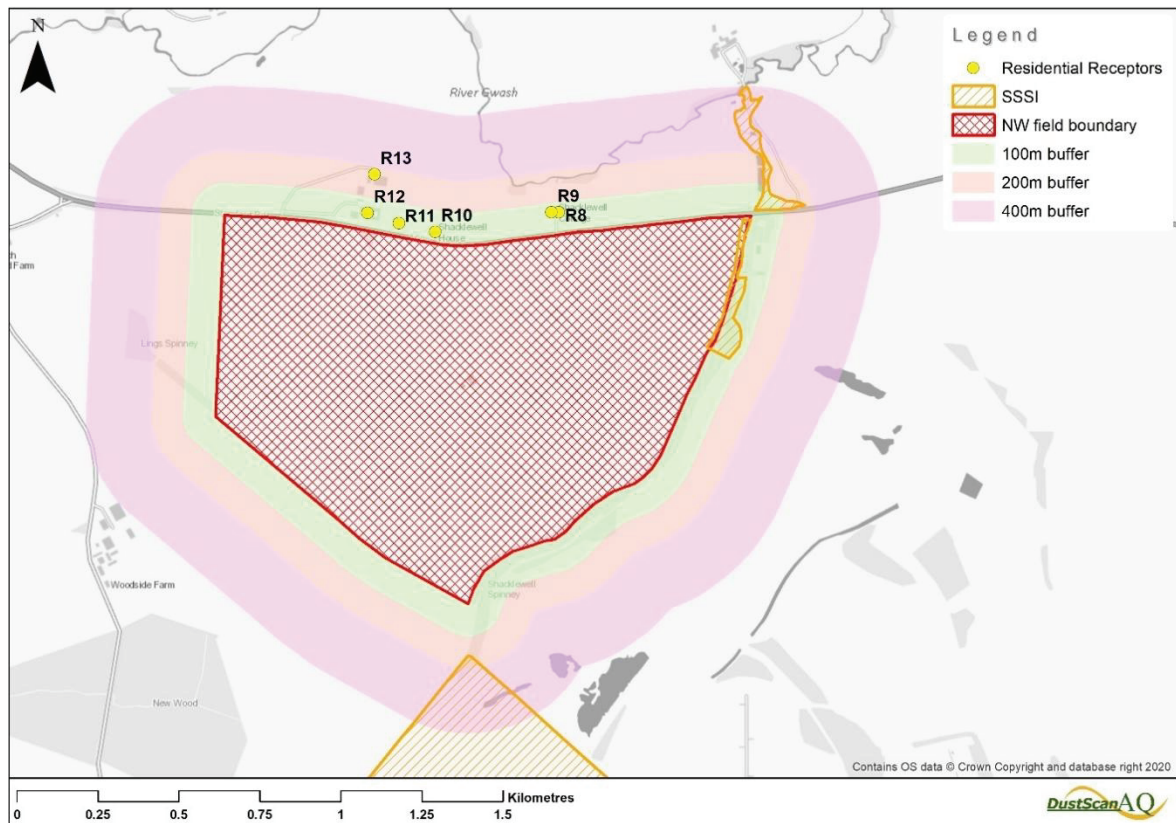 N
River Gwash
Legend
Residential Receptors
SSSI
NW field boundary
100m buffer
200m buffer
400m buffer
R13
R12
R11
R10
R9
R8
Shacklewell
House
Farm
Lings Spinney
Woodside Farm
Shacklewell
Spinney
New Wood
Contains OS data © Crown Copyright and database right 2020
0
0.25
0.5
0.75
1
1.25
1.5
Kilometres
DustScanAQ